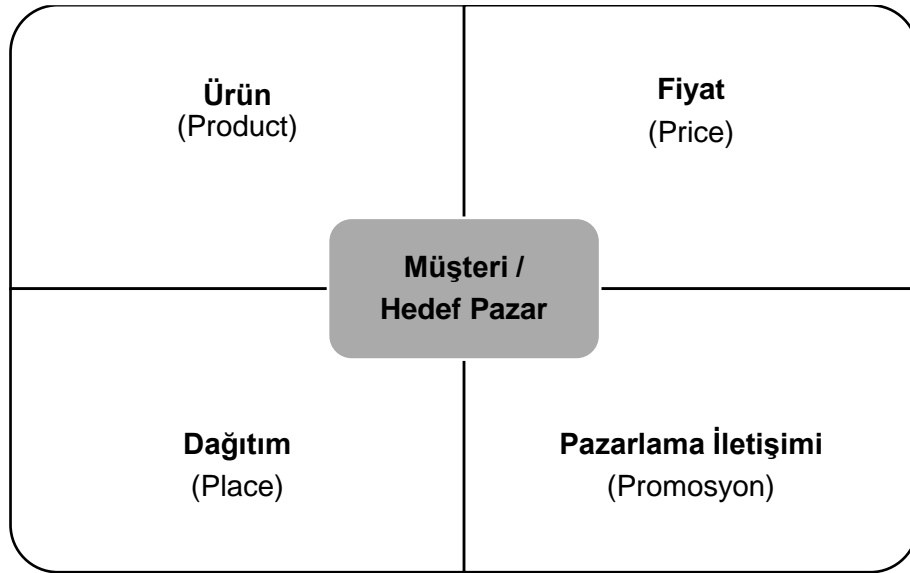 Ürün
(Product)
Fiyat
(Price)
Müşteri /
Hedef Pazar
Dağıtım
(Place)
Pazarlama İletişimi
(Promosyon)